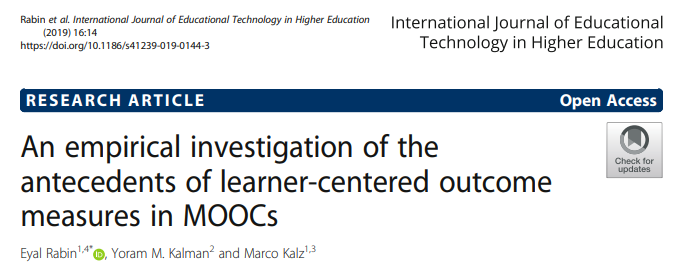 Rabin et al. International Journal of Educational Technology in Higher Education
(2019) 16:14
https://doi.org/10.1186/s41239-019-0144-3
International Journal of Educational
Technology in Higher Education
RESEARCH ARTICLE
Open Access
An empirical investigation of the
antecedents of learner-centered outcome
measures in MOOCs
Check for
updates
Eyal Rabin1,4* iD, Yoram M. Kalman2 and Marco Kalz1,3